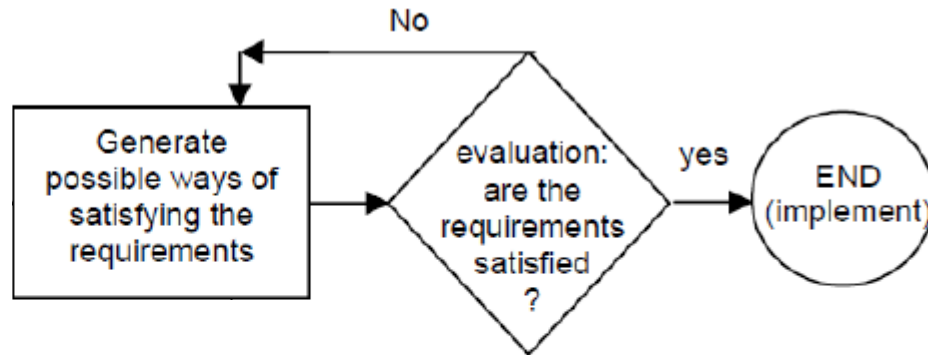 No
Generate
possible ways of
satisfying the
requirements
evaluation:
are the
requirements
satisfied
?
yes
END
(implement)